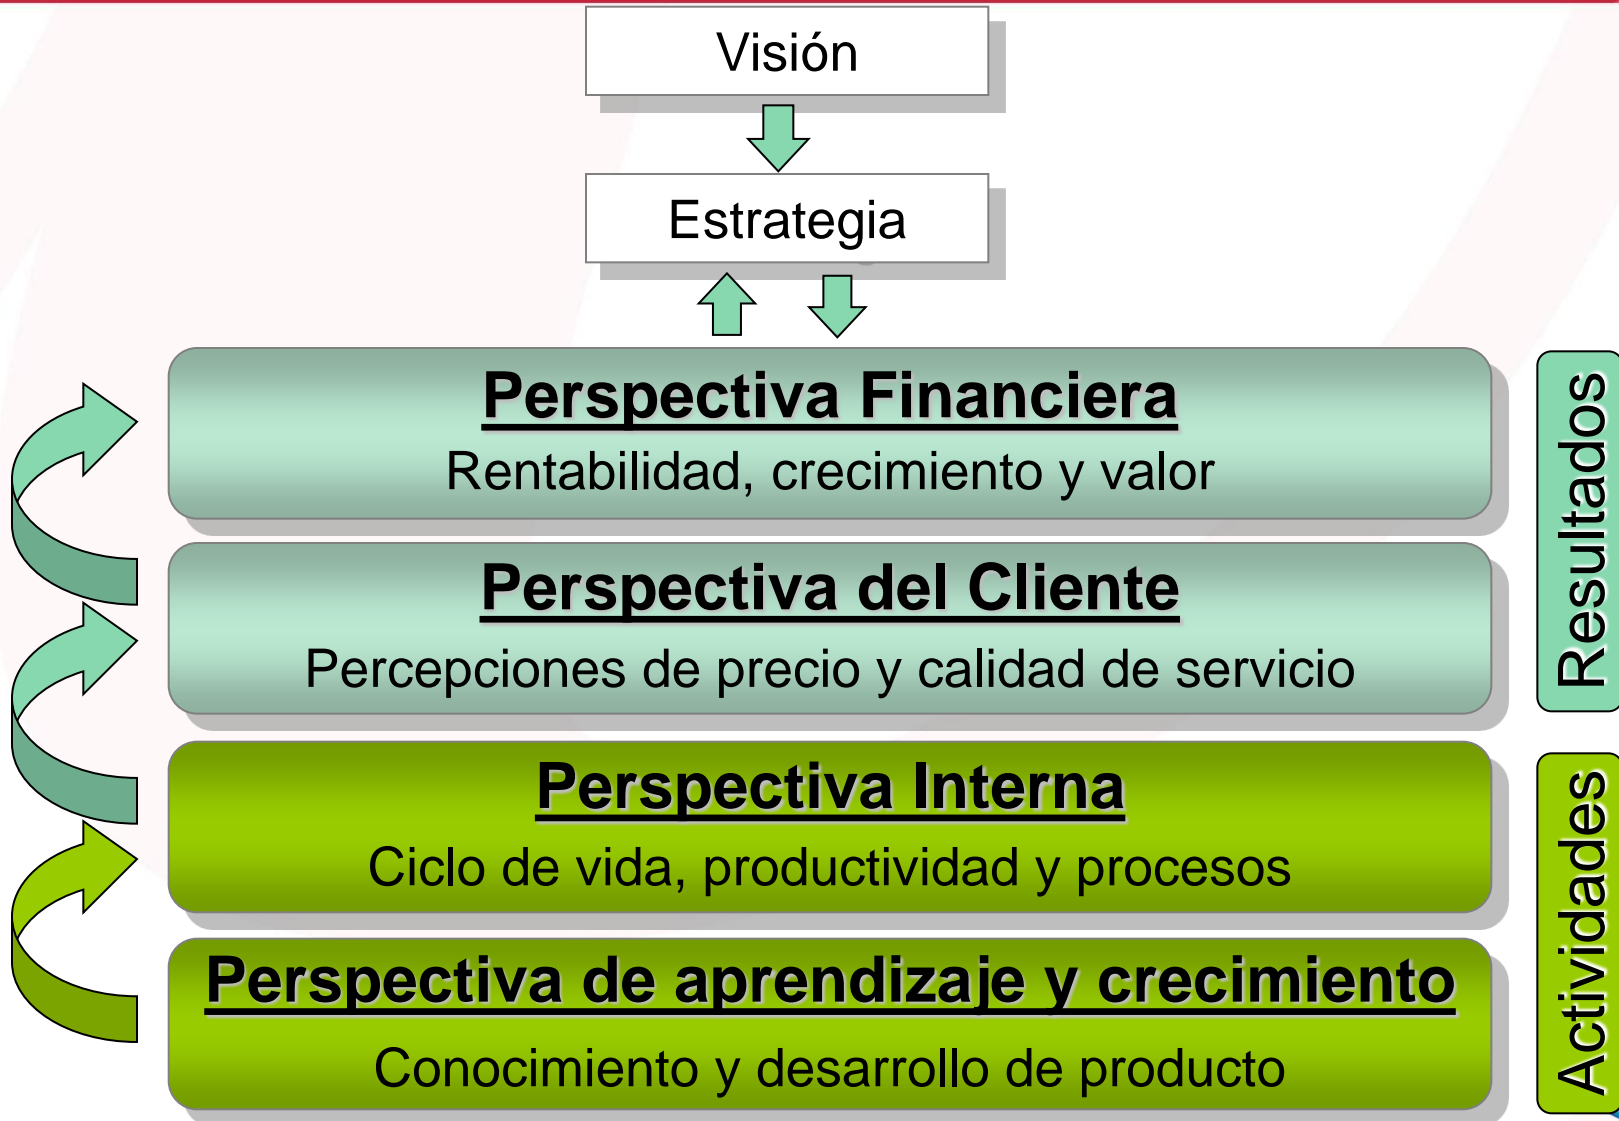 Visión
Estrategia
Perspectiva Financiera
Rentabilidad, crecimiento y valor
Perspectiva del Cliente
Percepciones de precio y calidad de servicio
Resultados
Perspectiva Interna
Ciclo de vida, productividad y procesos
Perspectiva de aprendizaje y crecimiento
Conocimiento y desarrollo de producto
Actividades